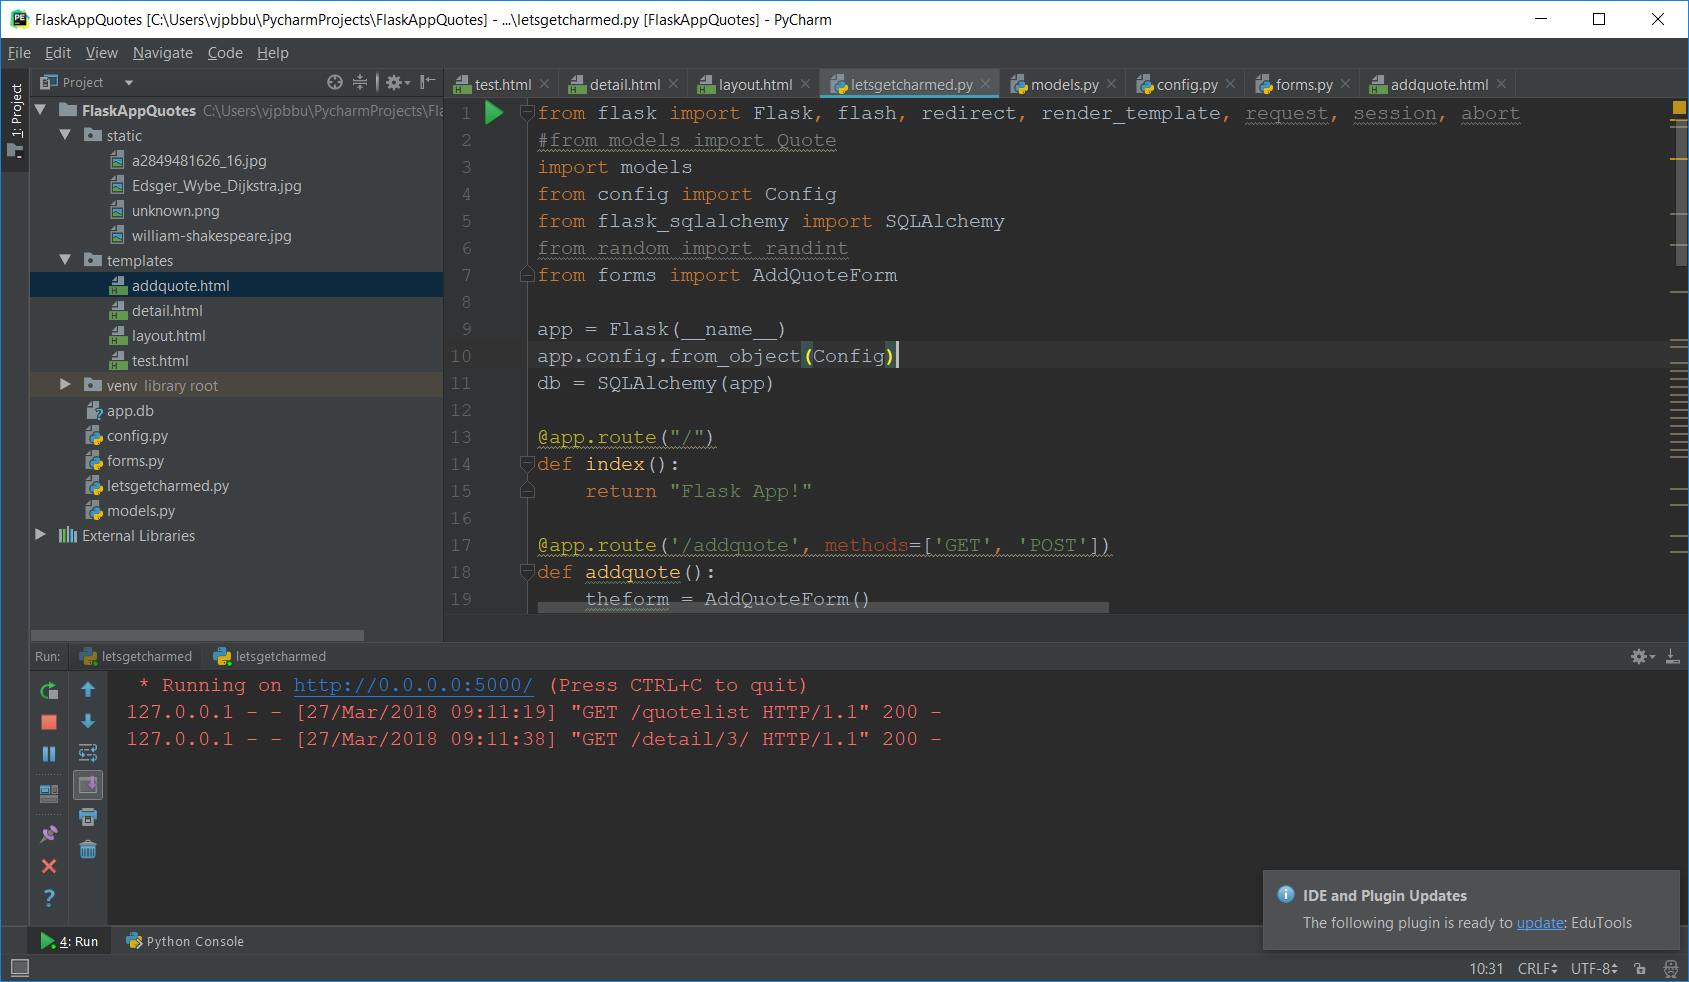 FlaskAppQuotes [C:\Users\vjpbbu\PycharmProjects\FlaskAppQuotes] - ...\letsgetcharmed.py [FlaskAppQuotes] - PyCharm
File Edit View Navigate Code Help
1: Project
Project
FlaskAppQuotes C:\Users\vjpbbu\PycharmProjects\Fla
static
a2849481626_16.jpg
Edsger_Wybe_Dijkstra.jpg
unknown.png
william-shakespeare.jpg
templates
addquote.html
detail.html
layout.html
test.html
venv library root
app.db
config.py
forms.py
letsgetcharmed.py
models.py
External Libraries
test.html detail.html layout.html letsgetcharmed.py models.py config.py forms.py addquote.html
1 from flask import Flask, flash, redirect, render_template, request, session, abort
2 #from models import Quote
3 import models
4 from config import Config
5 from flask_sqlalchemy import SQLAlchemy
6 from random import randint
7 from forms import AddQuoteForm
8
9 app = Flask(__name__)
10 app.config.from_object(Config)
11 db = SQLAlchemy(app)
12
13 @app.route("/")
14 def index():
15     return "Flask App!"
16
17 @app.route('/addquote', methods=['GET', 'POST'])
18 def addquote():
19     theform = AddQuoteForm()
Run: letsgetcharmed letsgetcharmed
* Running on http://0.0.0.0:5000/ (Press CTRL+C to quit)
127.0.0.1 - - [27/Mar/2018 09:11:19] "GET /quotelist HTTP/1.1" 200 -
127.0.0.1 - - [27/Mar/2018 09:11:38] "GET /detail/3/ HTTP/1.1" 200 -
IDE and Plugin Updates
The following plugin is ready to update: EduTools
4: Run Python Console
10:31 CRLF UTF-8